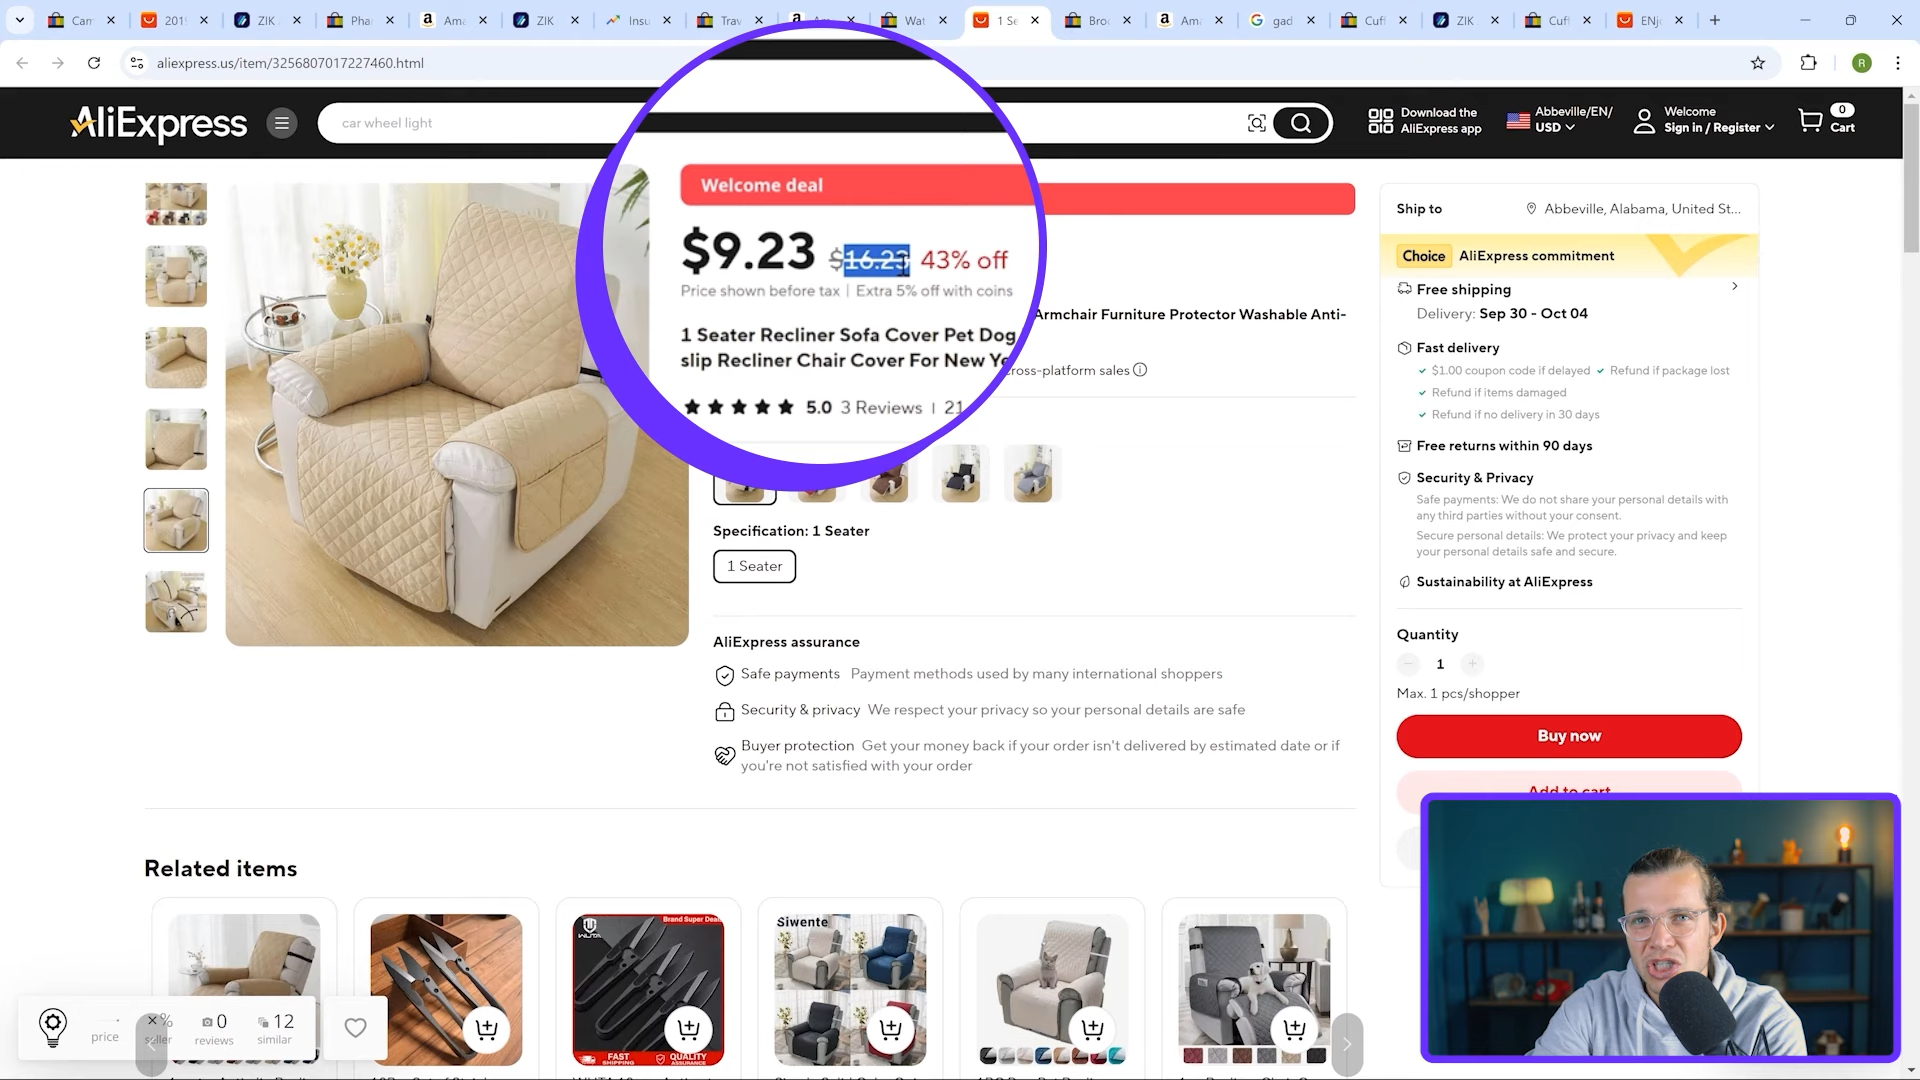 Cam
2019
ZIK
Pha
Ama
ZIK
Insu
Trav
Wat
1 Se
Broo
Ama
gad
Cuff
ZIK
Cuff
ENje
aliexpress.us/item/3256807017227460.html
R
AliExpress
car wheel light
Download the
AliExpress app
Abbeville/EN/
USD
Welcome
Sign in / Register
0
Cart
Welcome deal
$9.23 $16.23 43% off
Price shown before tax | Extra 5% off with coins
1 Seater Recliner Sofa Cover Pet Dog
Armchair Furniture Protector Washable Anti-
slip Recliner Chair Cover For New
cross-platform sales
5.0 3 Reviews | 21
Specification: 1 Seater
1 Seater
AliExpress assurance
Safe payments Payment methods used by many international shoppers
Security & privacy We respect your privacy so your personal details are safe
Buyer protection Get your money back if your order isn't delivered by estimated date or if
you're not satisfied with your order
Ship to
Abbeville, Alabama, United St...
Choice AliExpress commitment
Free shipping
Delivery: Sep 30 - Oct 04
Fast delivery
$1.00 coupon code if delayed Refund if package lost
Refund if items damaged
Refund if no delivery in 30 days
Free returns within 90 days
Security & Privacy
Safe payments: We do not share your personal details with
any third parties without your consent.
Secure personal details: We protect your privacy and keep
your personal details safe and secure.
Sustainability at AliExpress
Quantity
1
Max. 1 pcs/shopper
Buy now
Add to cart
Related items
WUTA
Brand Super Deals
FAST
SHIPPING
QUALITY
ASSURANCE
Siwente
price
%
seller
0
reviews
12
similar